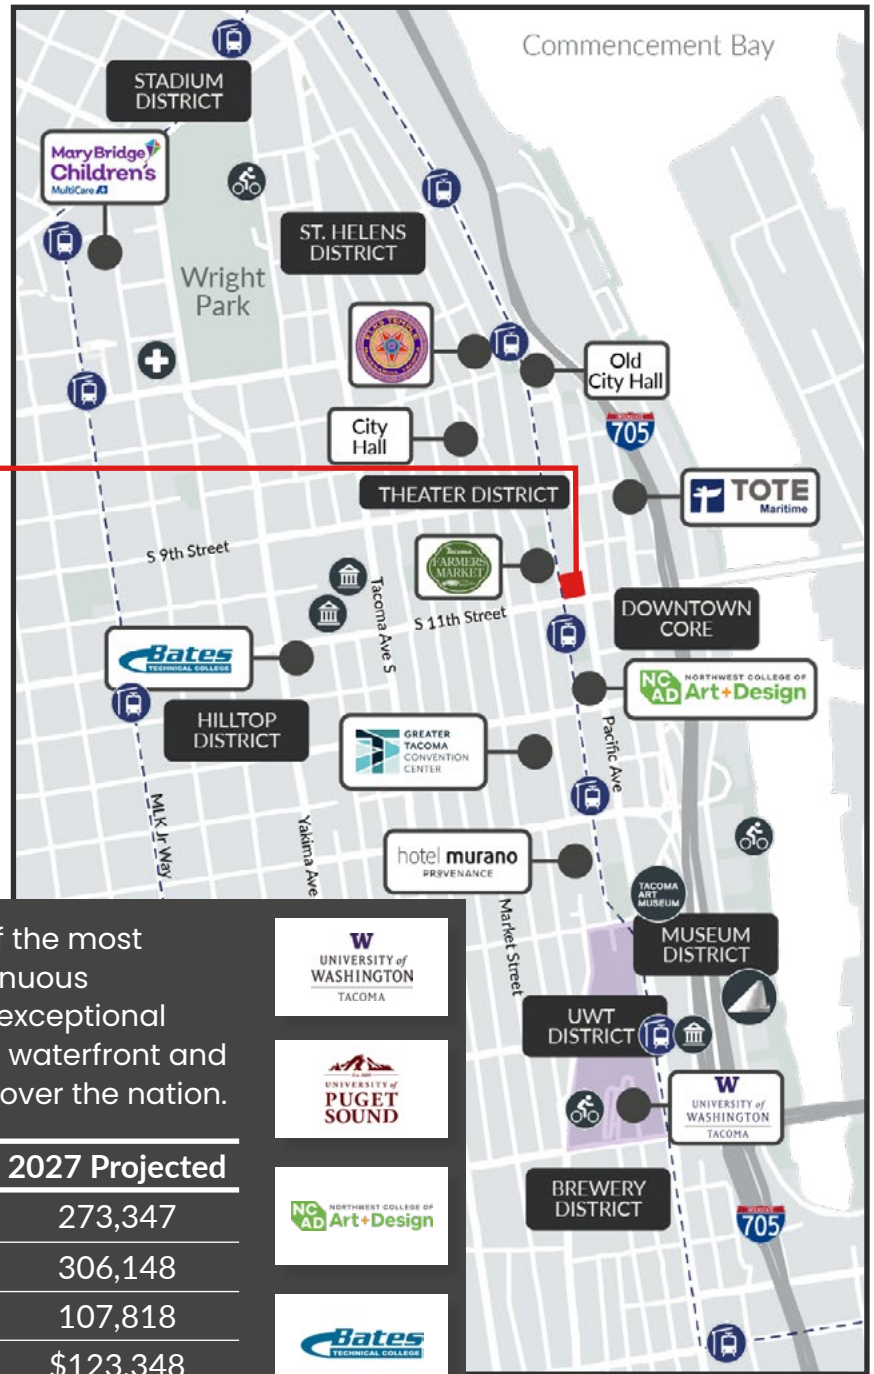 Commencement Bay
STADIUM
DISTRICT
Mary Bridge
Children's
MultiCare
ST. HELENS
DISTRICT
Wright
Park
ELKS TEMPLE
Old
City Hall
INTERSTATE
705
City
Hall
THEATER DISTRICT
TOTE
Maritime
S 9th Street
Tacoma
FARMERS
MARKET
Tacoma Ave S
S 11th Street
DOWNTOWN
CORE
Bates
TECHNICAL COLLEGE
NC
AD
NORTHWEST COLLEGE OF
Art+Design
HILLTOP
DISTRICT
GREATER
TACOMA
CONVENTION
CENTER
Pacific Ave
MLK Jr Way
Yakima Ave
hotel murano
PROVENANCE
TACOMA
ART
MUSEUM
Market Street
MUSEUM
DISTRICT
UWT
DISTRICT
W
UNIVERSITY of
WASHINGTON
TACOMA
BREWERY
DISTRICT
INTERSTATE
705
f the most
nuous
exceptional
waterfront and
over the nation.
2027 Projected
273,347
306,148
107,818
$123,348
W
UNIVERSITY of
WASHINGTON
TACOMA
UNIVERSITY of
PUGET
SOUND
NC
AD
NORTHWEST COLLEGE OF
Art+Design
Bates
TECHNICAL COLLEGE